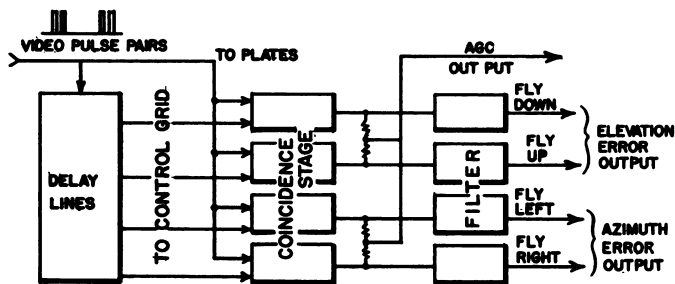 VIDEO PULSE PAIRS
TO PLATES
AGC
OUT PUT
DELAY
LINES
TO CONTROL GRID
COINCIDENCE
STAGE
FILTER
FLY
DOWN
FLY
UP
FLY
LEFT
FLY
RIGHT
ELEVATION
ERROR
OUTPUT
AZIMUTH
ERROR
OUTPUT